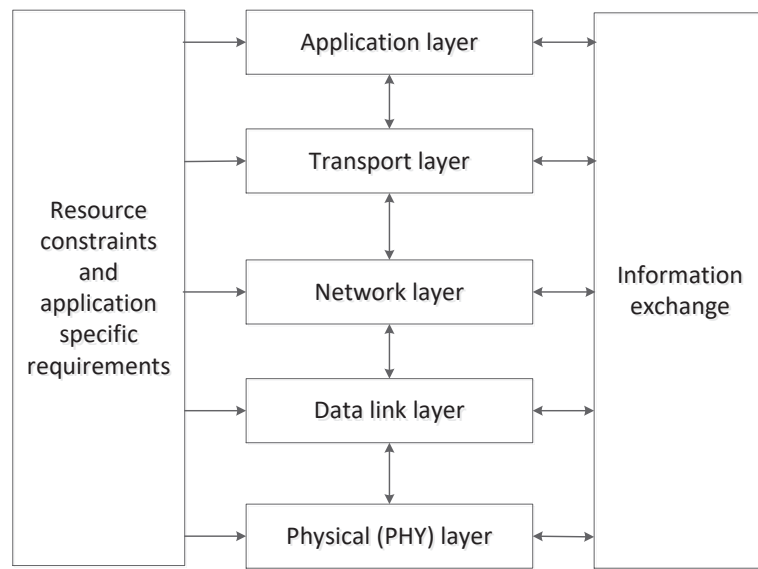 Resource
constraints
and
application
specific
requirements
Application layer
Transport layer
Network layer
Data link layer
Physical (PHY) layer
Information
exchange